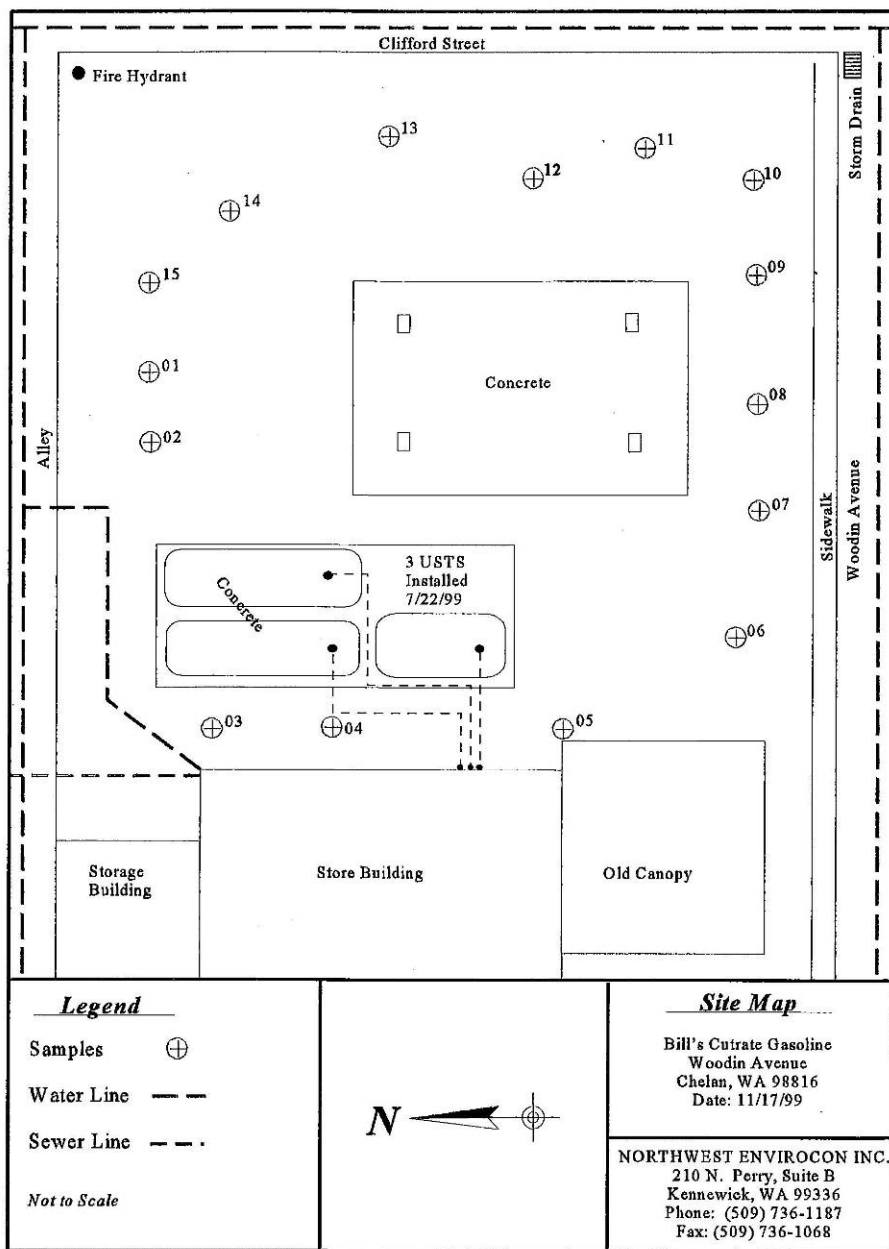 Clifford Street
Fire Hydrant
Storm Drain
13
11
12
10
14
09
15
01
Concrete
08
02
Alley
07
Sidewalk
Woodin Avenue
3 USTS
Installed
7/22/99
Concrete
06
03
04
05
Storage
Building
Store Building
Old Canopy
Legend
Samples
Water Line
Sewer Line
Not to Scale
N
Site Map
Bill's Cutrate Gasoline
Woodin Avenue
Chelan, WA 98816
Date: 11/17/99
NORTHWEST ENVIROCON INC.
210 N. Perry, Suite B
Kennewick, WA 99336
Phone: (509) 736-1187
Fax: (509) 736-1068